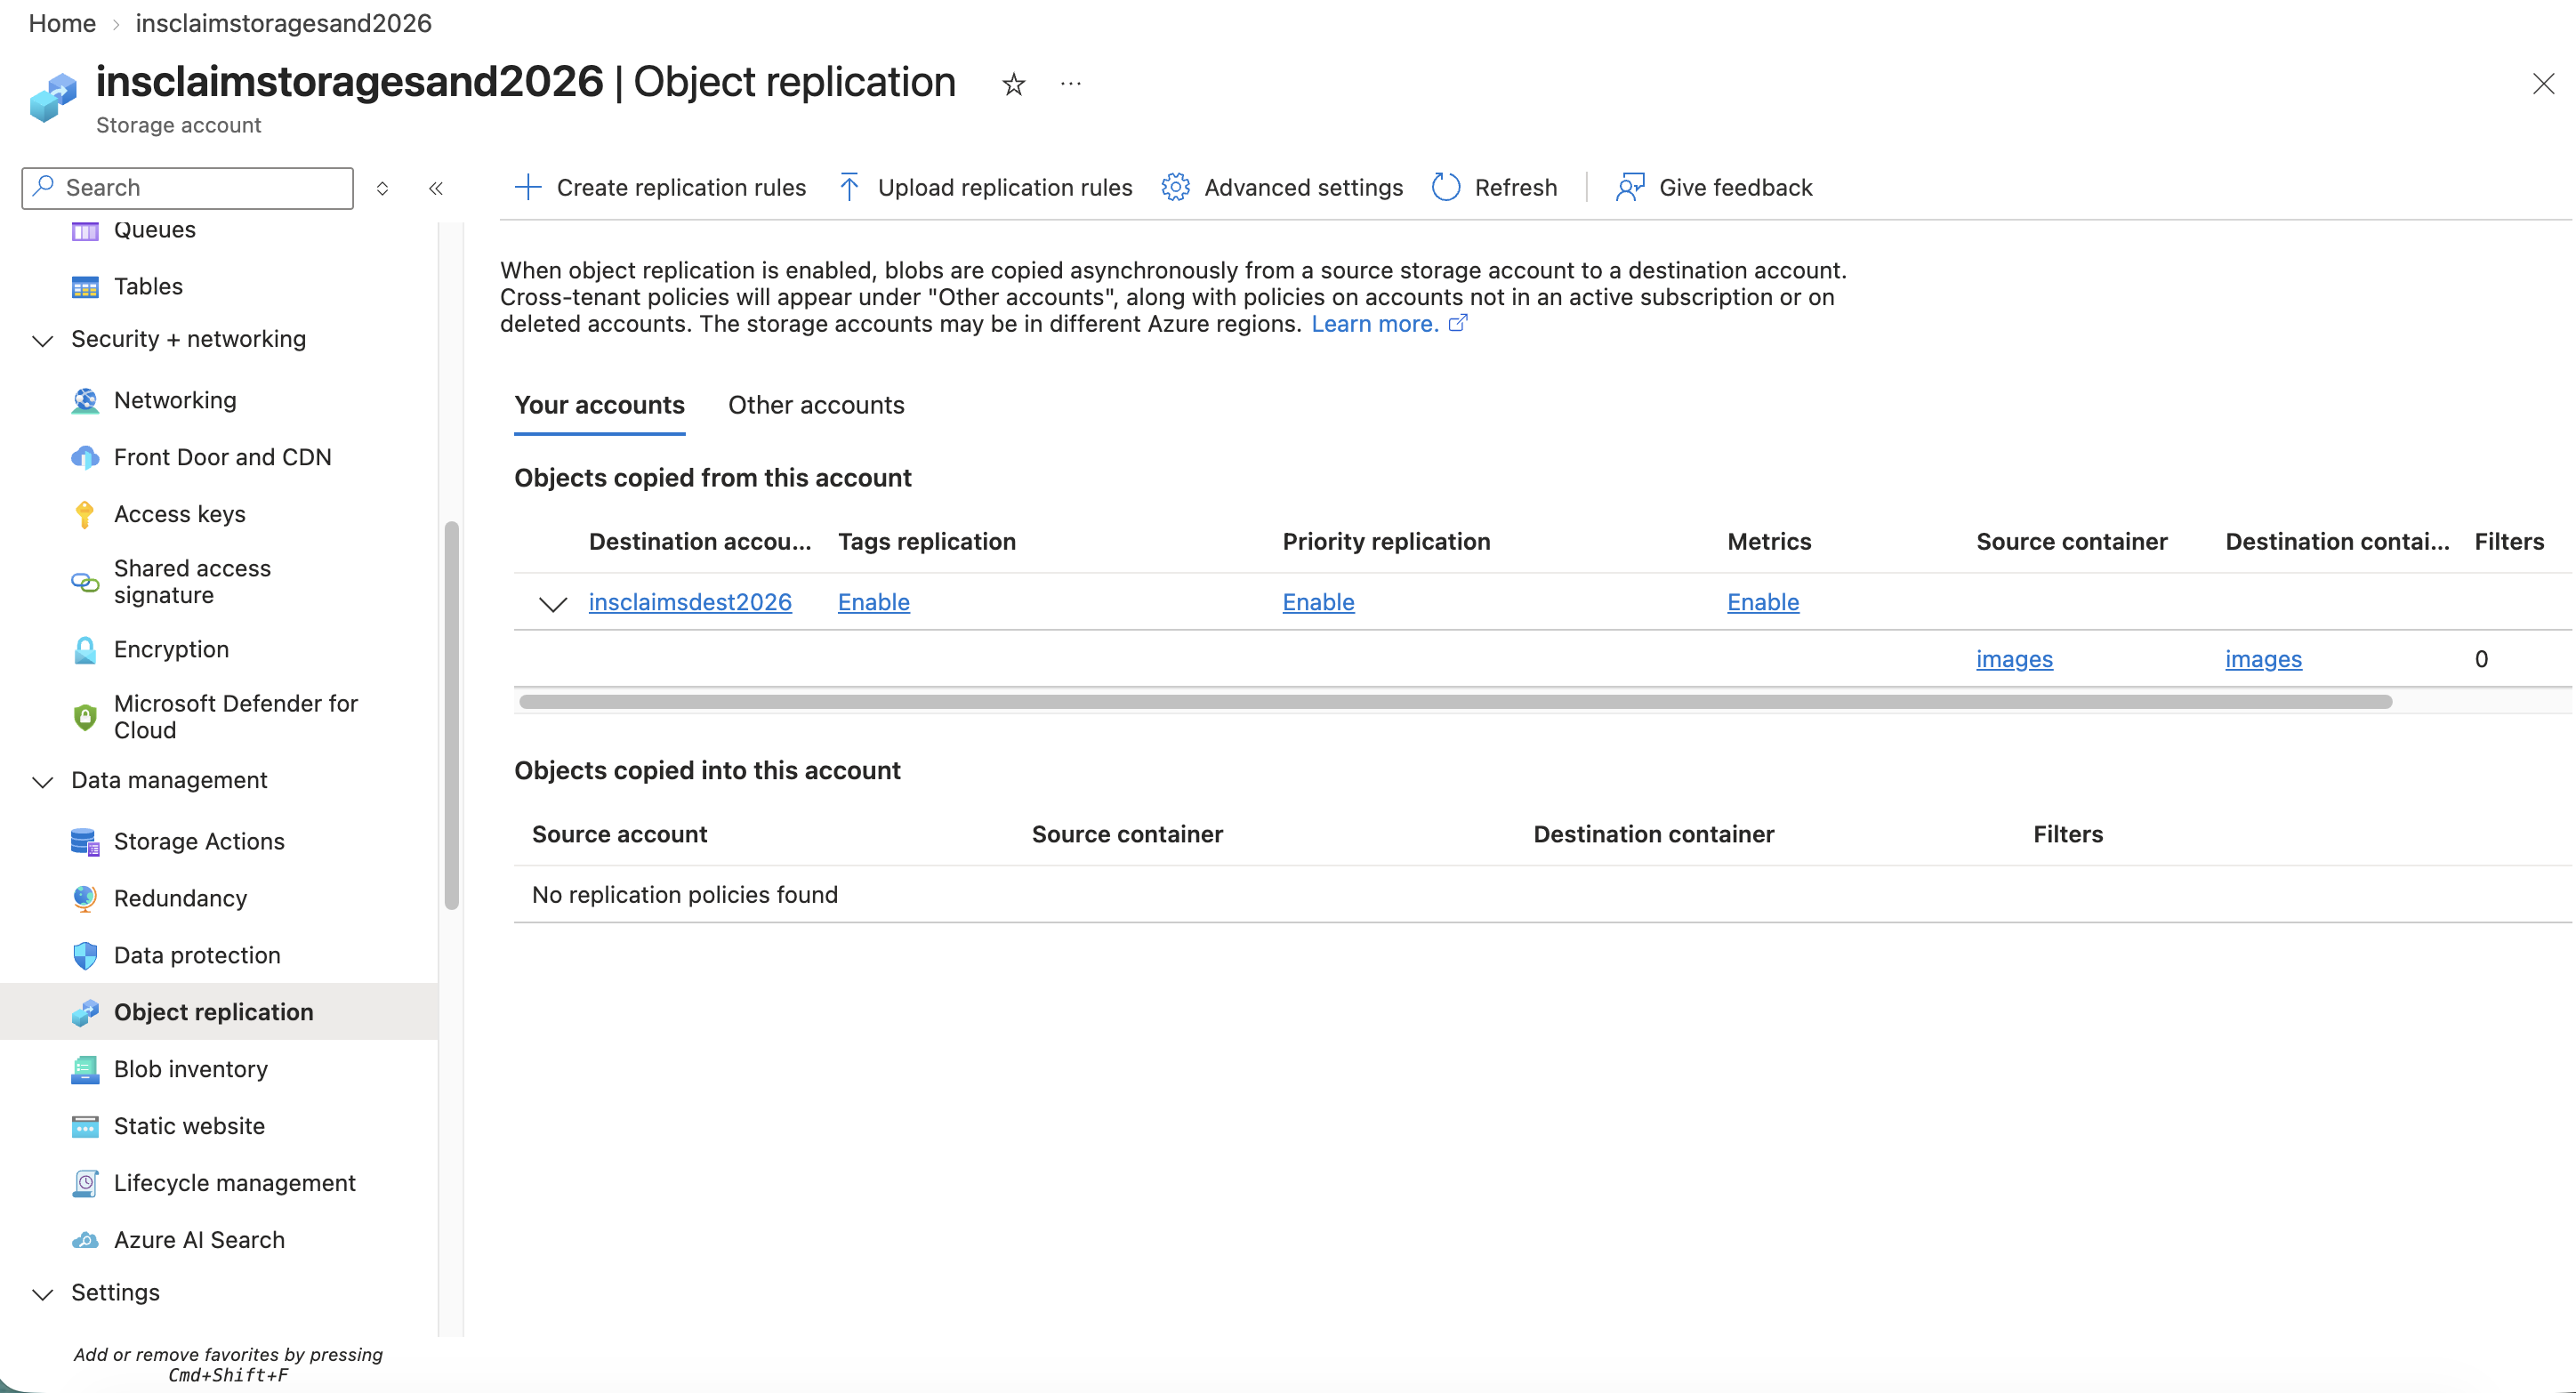 Home > insclaimstoragesand2026
insclaimstoragesand2026 | Object replication
Storage account
Search
Queues
Tables
Security + networking
Networking
Front Door and CDN
Access keys
Shared access
signature
Encryption
Microsoft Defender for
Cloud
Data management
Storage Actions
Redundancy
Data protection
Object replication
Blob inventory
Static website
Lifecycle management
Azure AI Search
Settings
Add or remove favorites by pressing
Cmd+Shift+F
Create replication rules Upload replication rules Advanced settings Refresh Give feedback
When object replication is enabled, blobs are copied asynchronously from a source storage account to a destination account.
Cross-tenant policies will appear under "Other accounts", along with policies on accounts not in an active subscription or on
deleted accounts. The storage accounts may be in different Azure regions. Learn more.
Your accounts Other accounts
Objects copied from this account
Destination accou... Tags replication Priority replication Metrics Source container Destination contai... Filters
insclaimsdest2026 Enable Enable Enable
images images 0
Objects copied into this account
Source account Source container Destination container Filters
No replication policies found